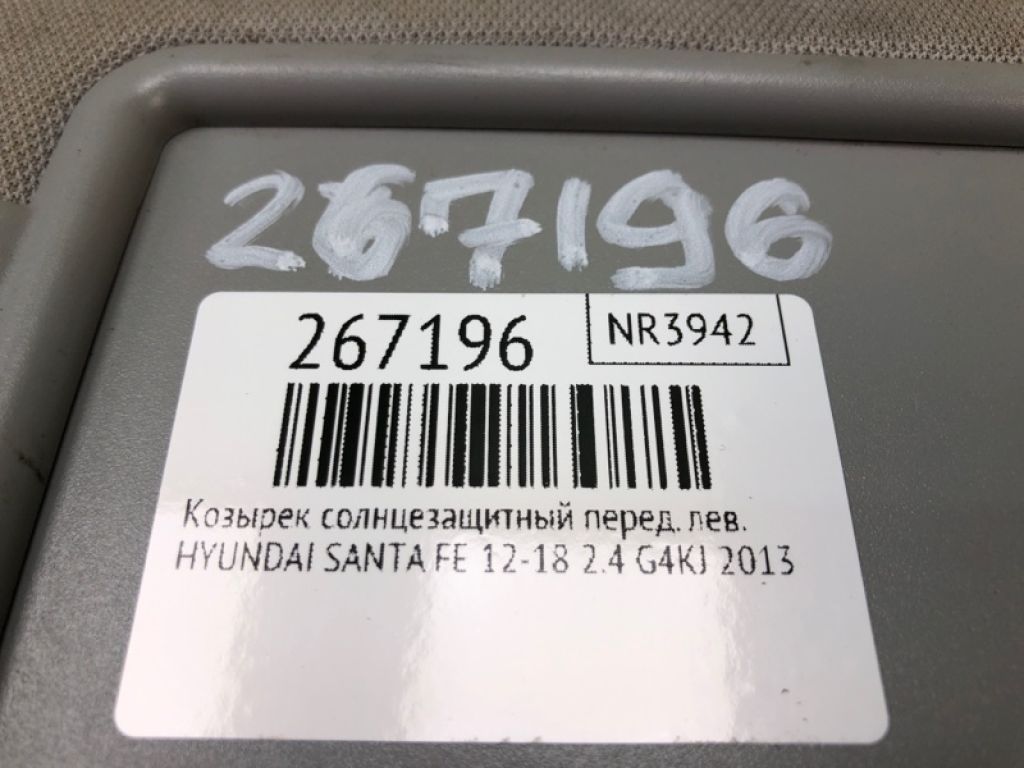 267196
267196
NR3942
Козырек солнцезащитный перед. лев.
HYUNDAI SANTA FE 12-18 2.4 G4KJ 2013